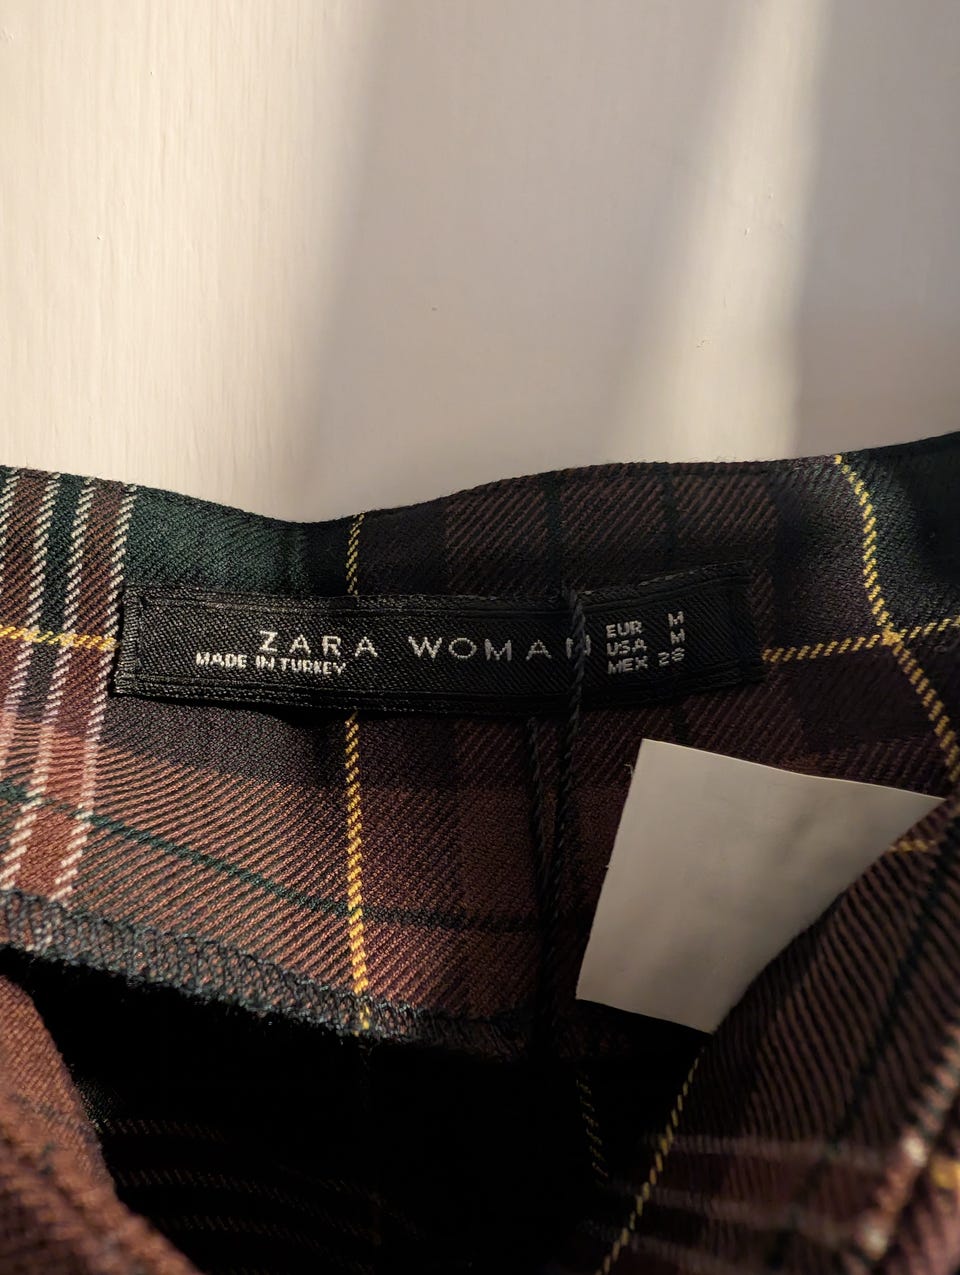 ZARA WOMAN
MADE IN TURKEY
EUR M
USA M
MEX 28